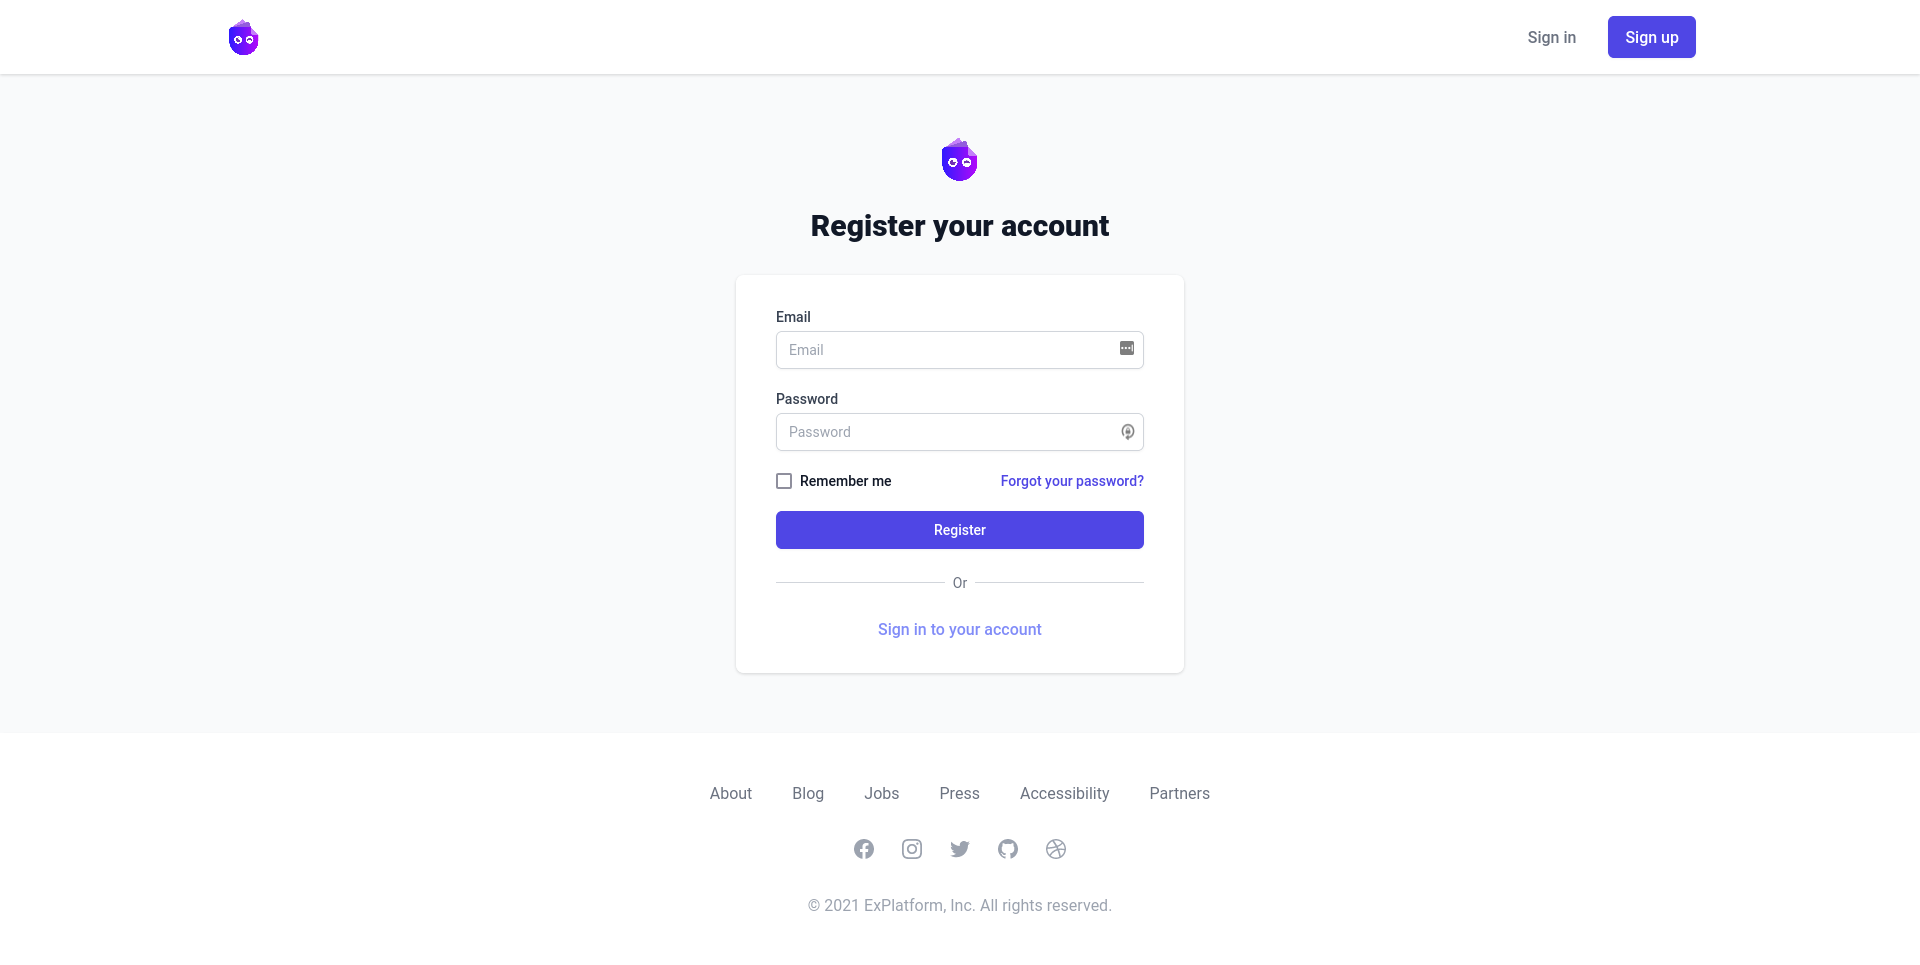 Sign in Sign up
Register your account
Email
Email
Password
Password
Remember me Forgot your password?
Register
Or
Sign in to your account
About Blog Jobs Press Accessibility Partners
© 2021 ExPlatform, Inc. All rights reserved.